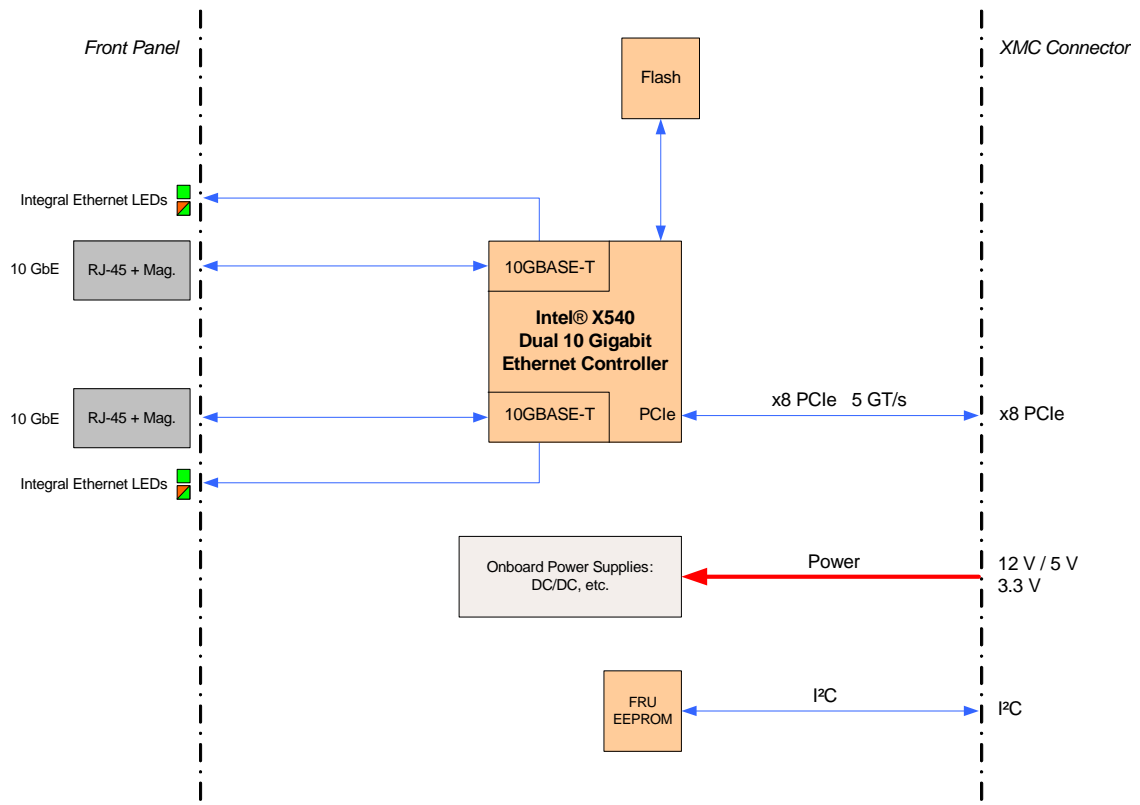 Front Panel
XMC Connector
Flash
Integral Ethernet LEDs
10 GbE
RJ-45 + Mag.
10GBASE-T
Intel® X540
Dual 10 Gigabit
Ethernet Controller
10 GbE
RJ-45 + Mag.
10GBASE-T
PCIe
x8 PCIe 5 GT/s
x8 PCIe
Integral Ethernet LEDs
Onboard Power Supplies:
DC/DC, etc.
Power
12 V / 5 V
3.3 V
FRU
EEPROM
I²C
I²C